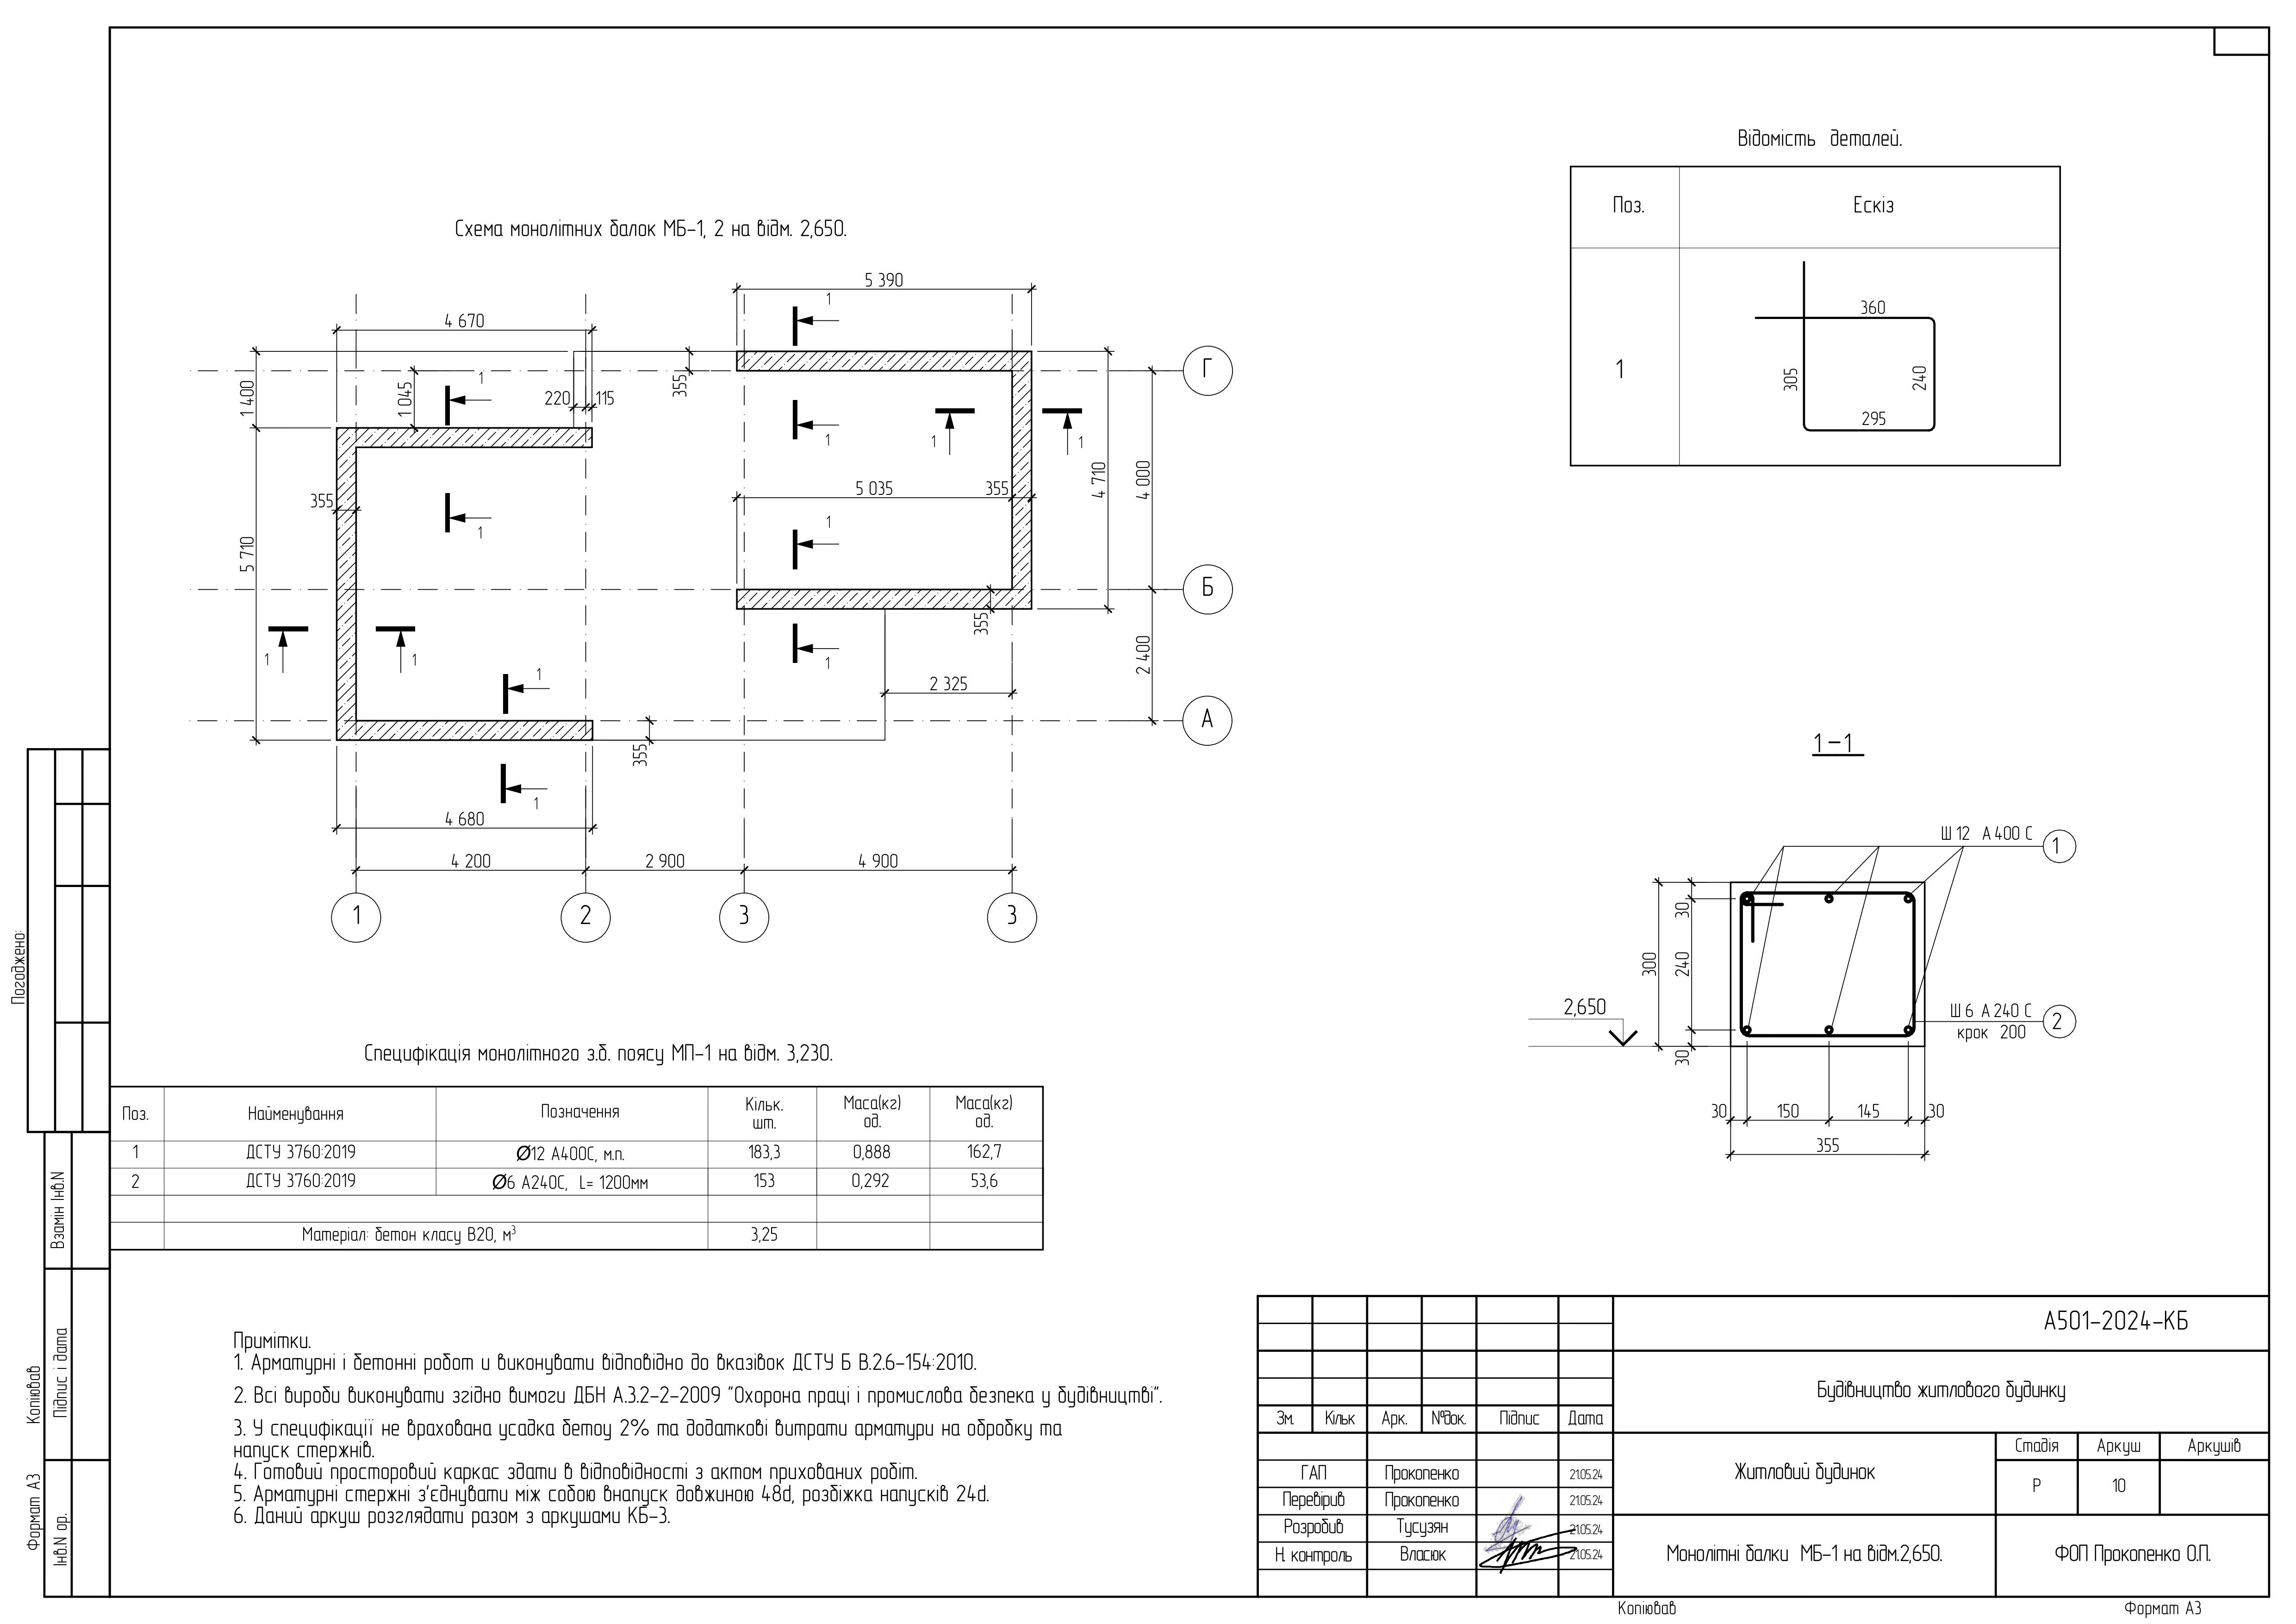 Відомість деталей.
Поз.
Ескіз
1
360
305
240
295
Схема монолітних балок МБ-1, 2 на відм. 2,650.
5 390
1
4 670
Г
1 400
1 045
1
220
115
355
1
1
1
355
5 035
355
4 710
4 000
1
1
5 710
Б
355
1
1
1
2 400
1
2 325
А
355
1
4 680
4 200
2 900
4 900
1
2
3
3
1-1
Ш 12 А 400 С
1
30
300
240
30
2,650
Ш 6 А 240 С
крок 200
2
30
150
145
30
355
Специфікація монолітного з.б. поясу МП-1 на відм. 3,230.
Поз.
Найменування
Позначення
Кільк.
шт.
Маса(кг)
од.
Маса(кг)
од.
1 ДСТУ 3760:2019 Ø12 А400С, м.п. 183,3 0,888 162,7
2 ДСТУ 3760:2019 Ø6 А240С, L= 1200мм 153 0,292 53,6
Матеріал: бетон класу В20, м³ 3,25
Примітки.
1. Арматурні і бетонні робот и виконувати відповідно до вказівок ДСТУ Б В.2.6-154:2010.
2. Всі вироби виконувати згідно вимоги ДБН А.3.2-2-2009 "Охорона праці і промислова безпека у будівництві".
3. У специфікації не врахована усадка бетоу 2% та додаткові витрати арматури на обробку та
напуск стержнів.
4. Готовий просторовий каркас здати в відповідності з актом прихованих робіт.
5. Арматурні стержні з'єднувати між собою внапуск довжиною 48d, розбіжка напусків 24d.
6. Даний аркуш розглядати разом з аркушами КБ-3.
Погоджено:
Взамін Інв.N
Підпис і дата
Інв.N ор.
Копіював
Формат А3
А501-2024-КБ
Будівництво житлового будинку
Зм. Кільк Арк. №док. Підпис Дата
Житловий будинок
Стадія Аркуш Аркушів
Р 10
ГАП Прокопенко 21.05.24
Перевірив Прокопенко 21.05.24
Розробив Тусузян 21.05.24
Н. контроль Власюк 21.05.24
Монолітні балки МБ-1 на відм.2,650.
ФОП Прокопенко О.П.
Копіював
Формат А3